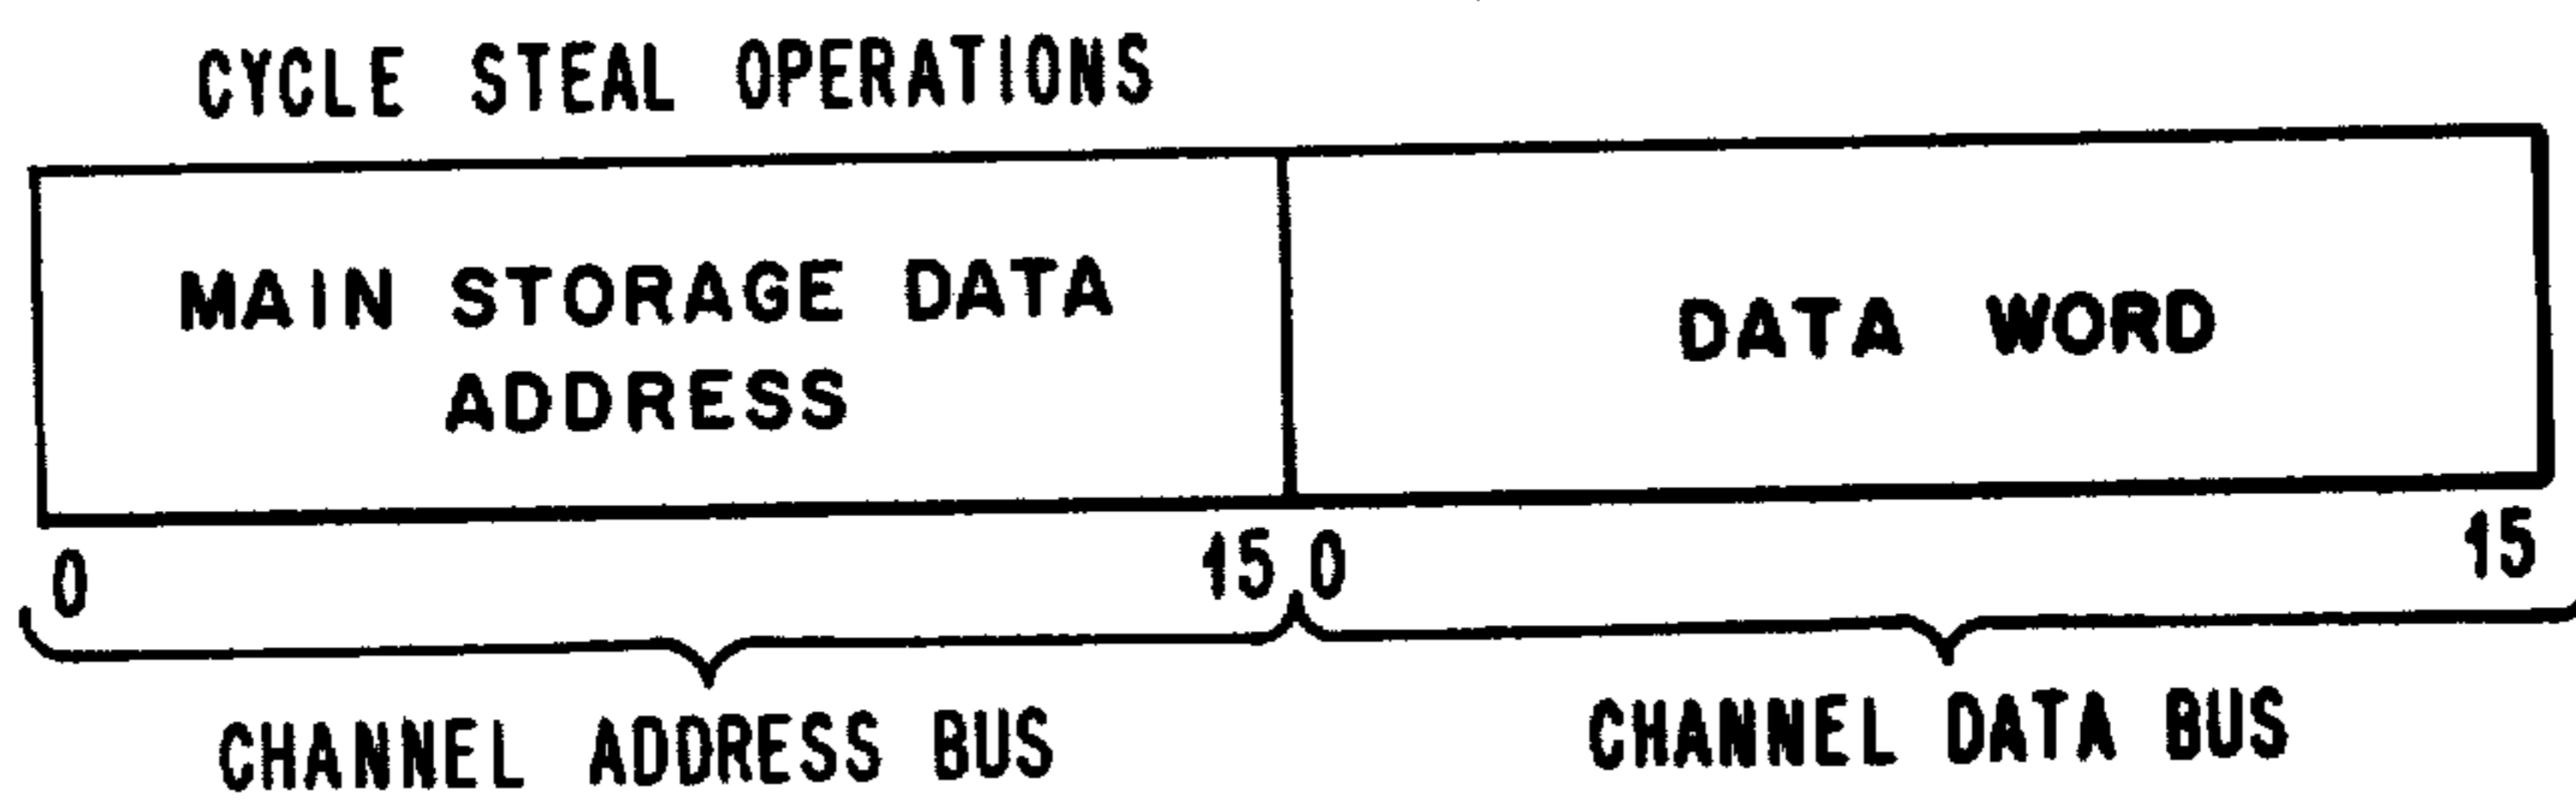 CYCLE STEAL OPERATIONS
MAIN STORAGE DATA
ADDRESS
DATA WORD
0 15 0 15
CHANNEL ADDRESS BUS CHANNEL DATA BUS